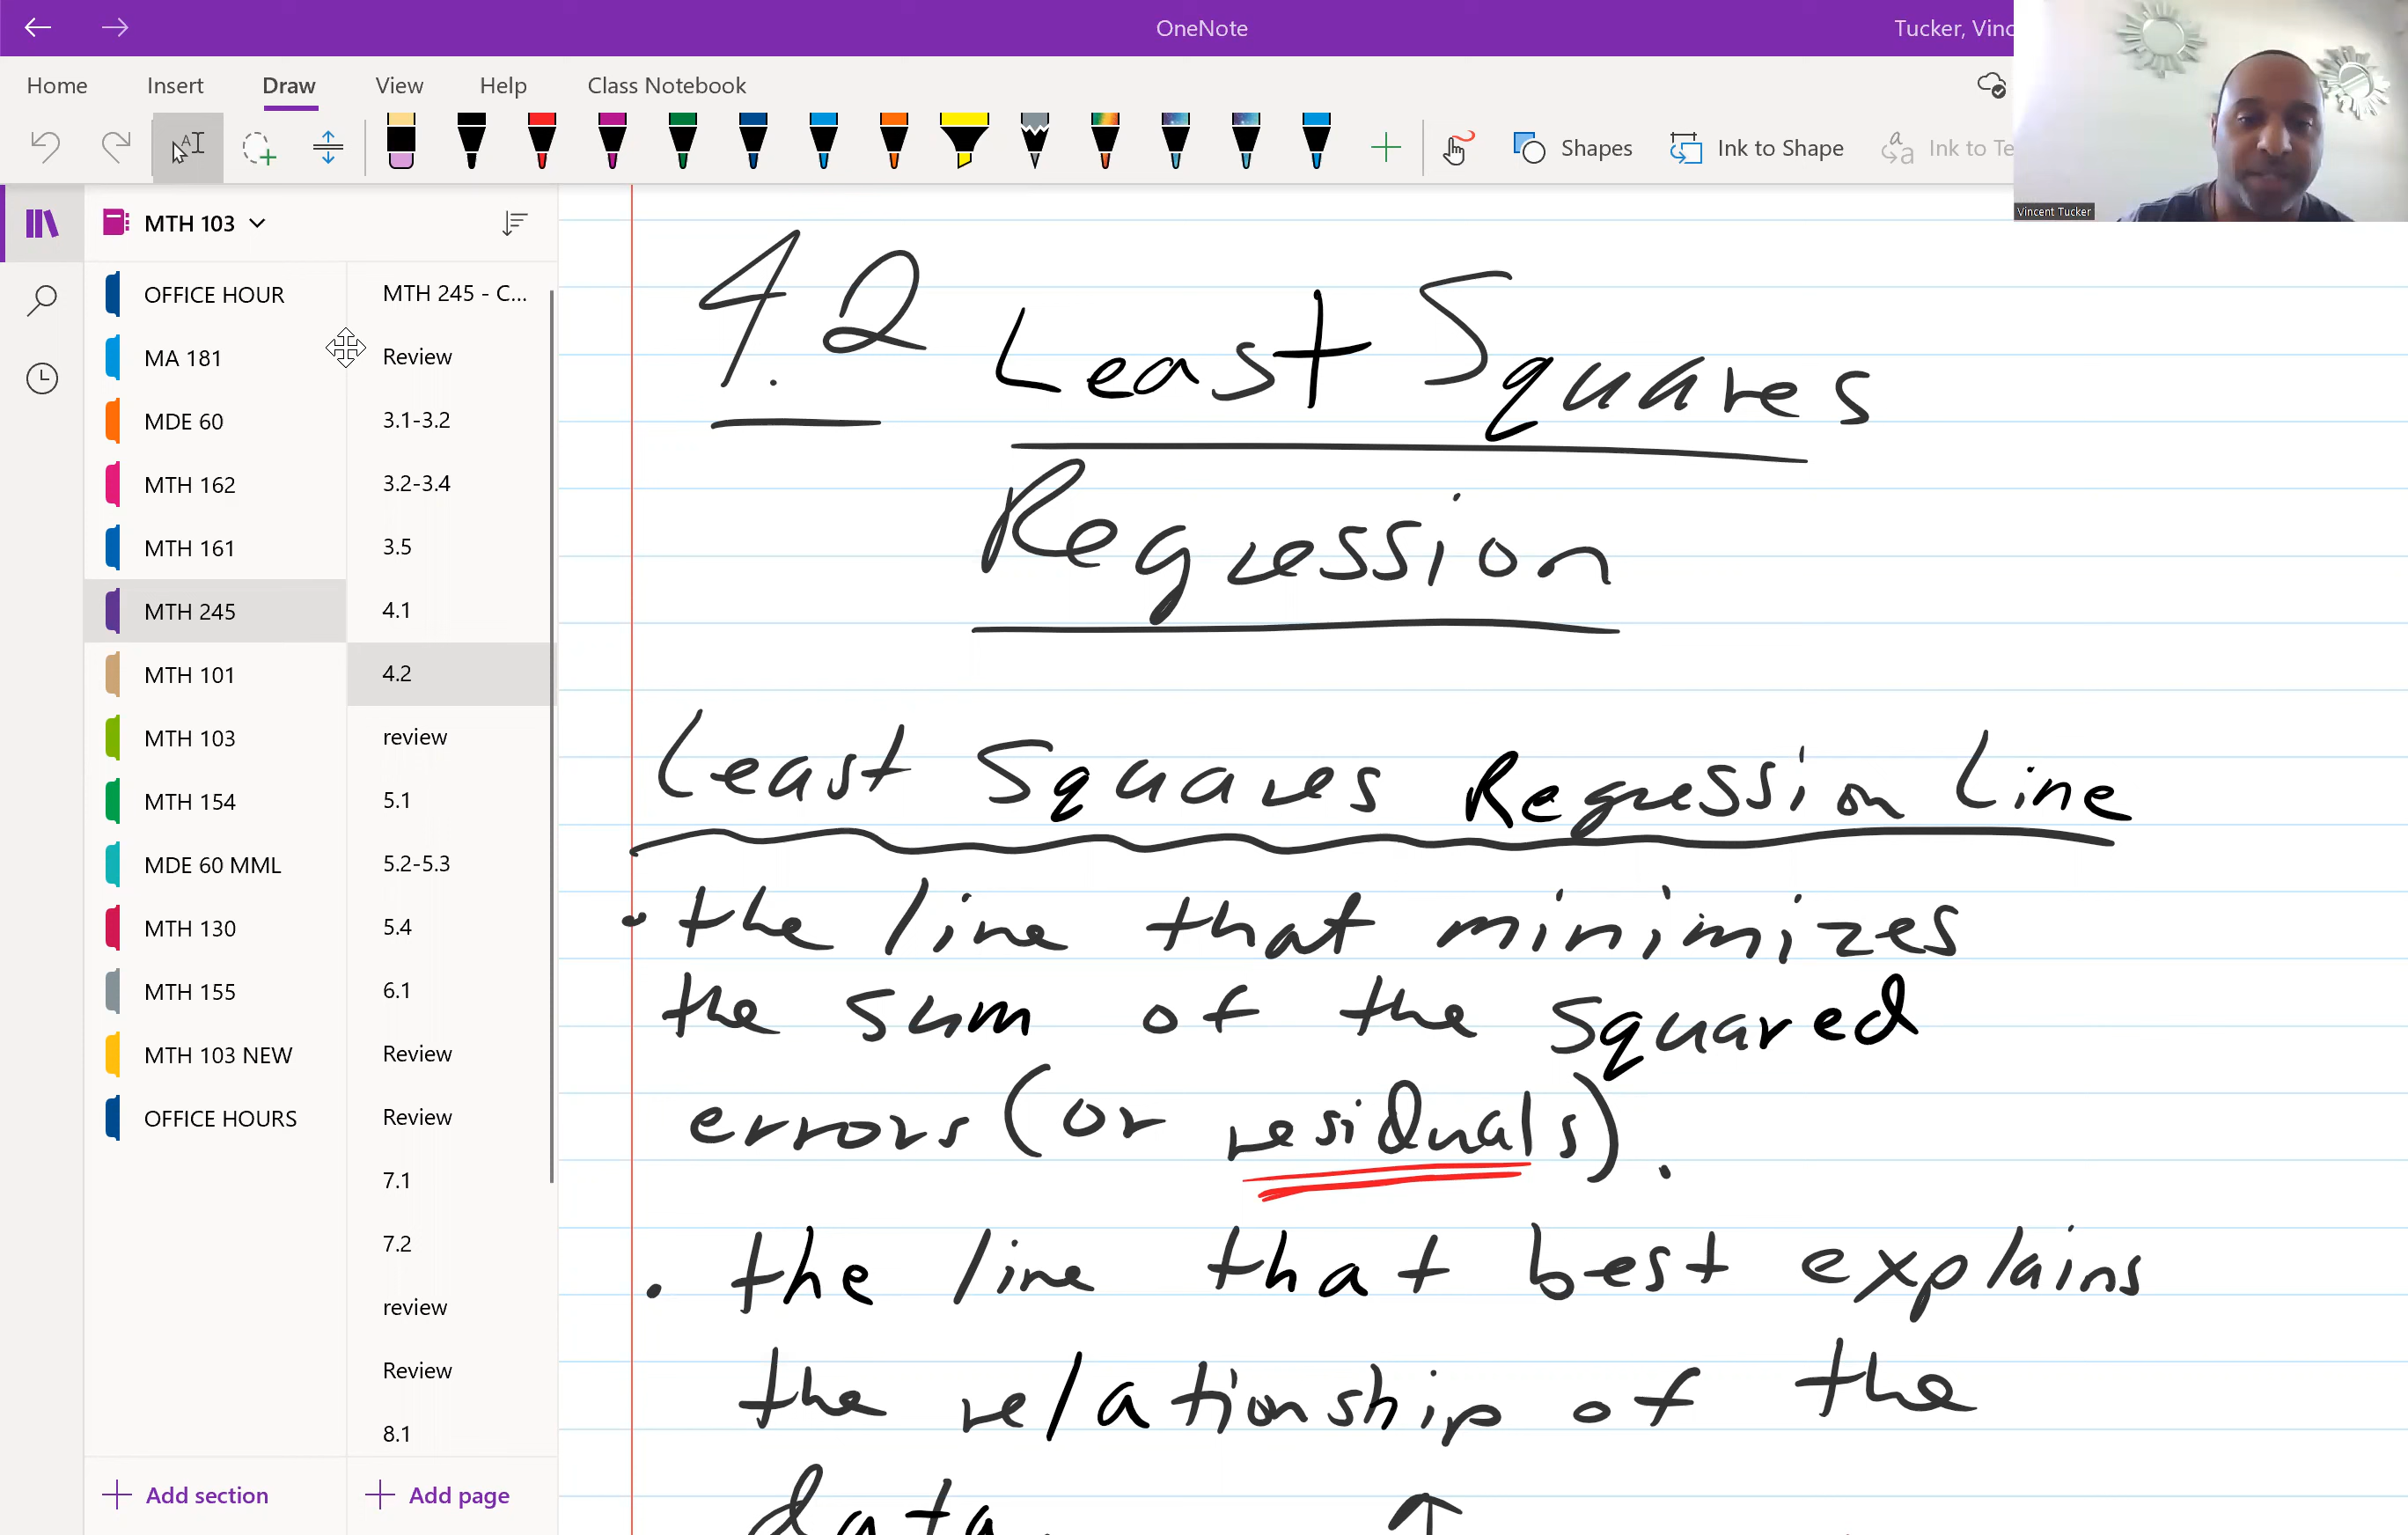 OneNote
Tucker, Vinc
Home Insert Draw View Help Class Notebook
Shapes Ink to Shape Ink to Te
Vincent Tucker
MTH 103
OFFICE HOUR
MA 181
MDE 60
MTH 162
MTH 161
MTH 245
MTH 101
MTH 103
MTH 154
MDE 60 MML
MTH 130
MTH 155
MTH 103 NEW
OFFICE HOURS
Add section
MTH 245 - C...
Review
3.1-3.2
3.2-3.4
3.5
4.1
4.2
review
5.1
5.2-5.3
5.4
6.1
Review
Review
7.1
7.2
review
Review
8.1
Add page
4.2 Least Squares
Regression
Least Squares Regression Line
• the line that minimizes
the sum of the squared
errors (or residuals).
• the line that best explains
the relationship of the
data.